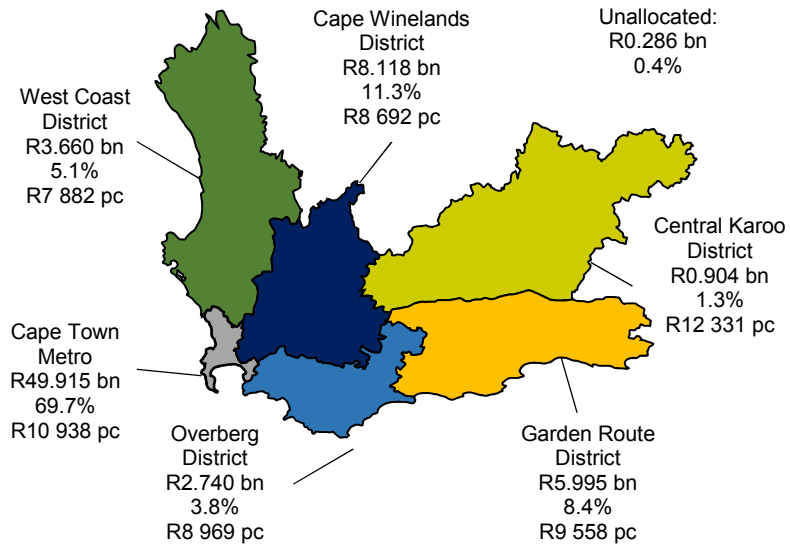 Cape Winelands
District
R8.118 bn
11.3%
R8 692 pc
Unallocated:
R0.286 bn
0.4%
West Coast
District
R3.660 bn
5.1%
R7 882 pc
Central Karoo
District
R0.904 bn
1.3%
R12 331 pc
Cape Town
Metro
R49.915 bn
69.7%
R10 938 pc
Overberg
District
R2.740 bn
3.8%
R8 969 pc
Garden Route
District
R5.995 bn
8.4%
R9 558 pc